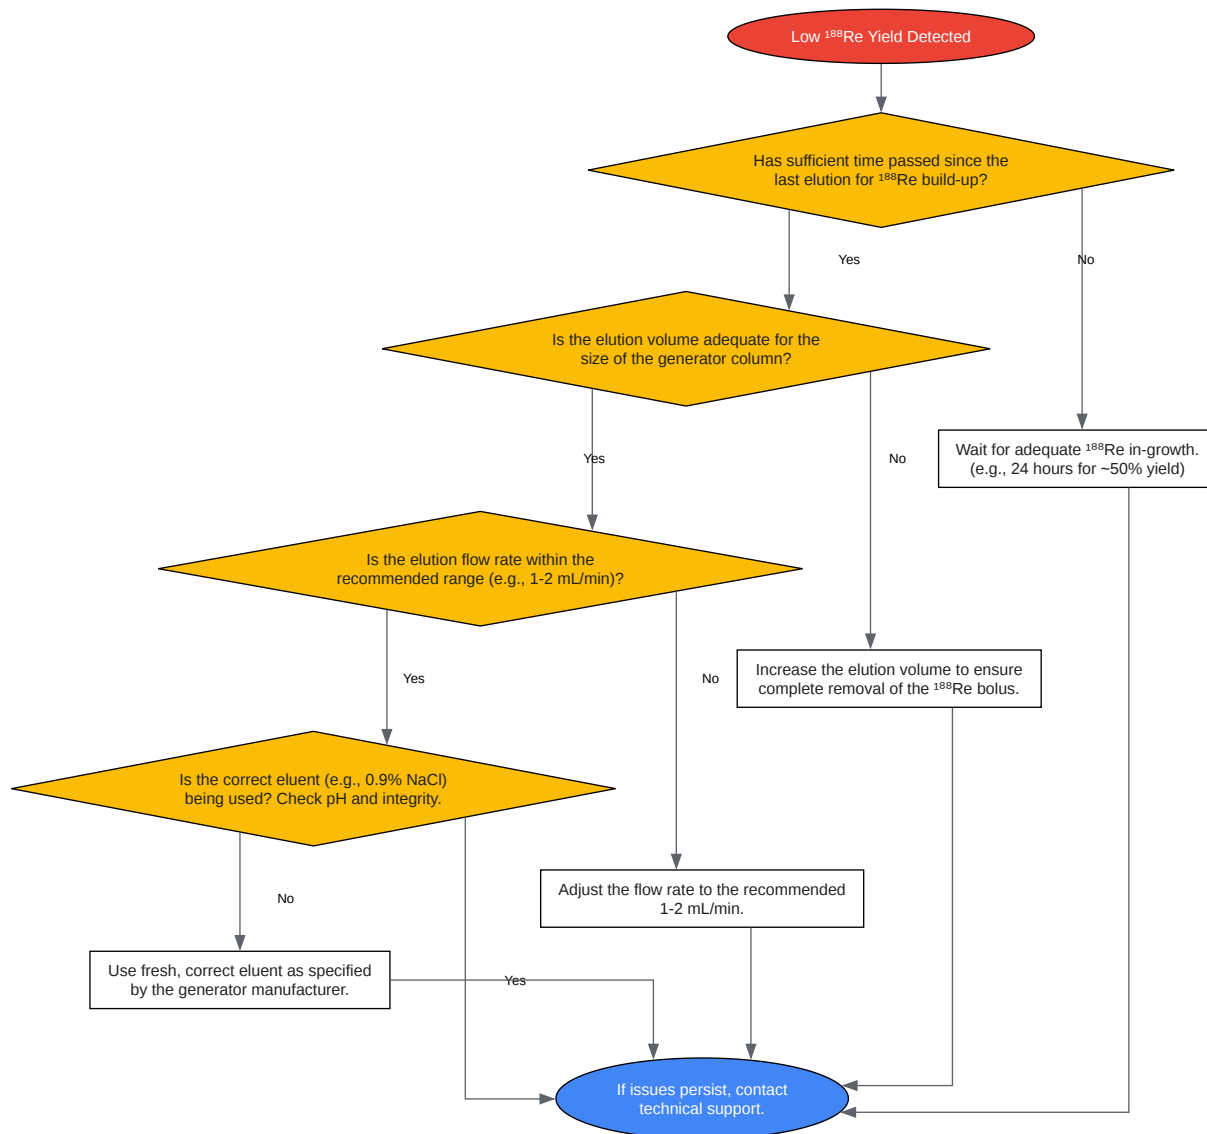 Low ¹⁸⁸Re Yield Detected
Has sufficient time passed since the
last elution for ¹⁸⁸Re build-up?
Yes
No
Is the elution volume adequate for the
size of the generator column?
Yes
No
Wait for adequate ¹⁸⁸Re in-growth.
(e.g., 24 hours for ~50% yield)
Is the elution flow rate within the
recommended range (e.g., 1-2 mL/min)?
Yes
No
Increase the elution volume to ensure
complete removal of the ¹⁸⁸Re bolus.
Is the correct eluent (e.g., 0.9% NaCl)
being used? Check pH and integrity.
No
Adjust the flow rate to the recommended
1-2 mL/min.
Use fresh, correct eluent as specified
by the generator manufacturer.
Yes
If issues persist, contact
technical support.